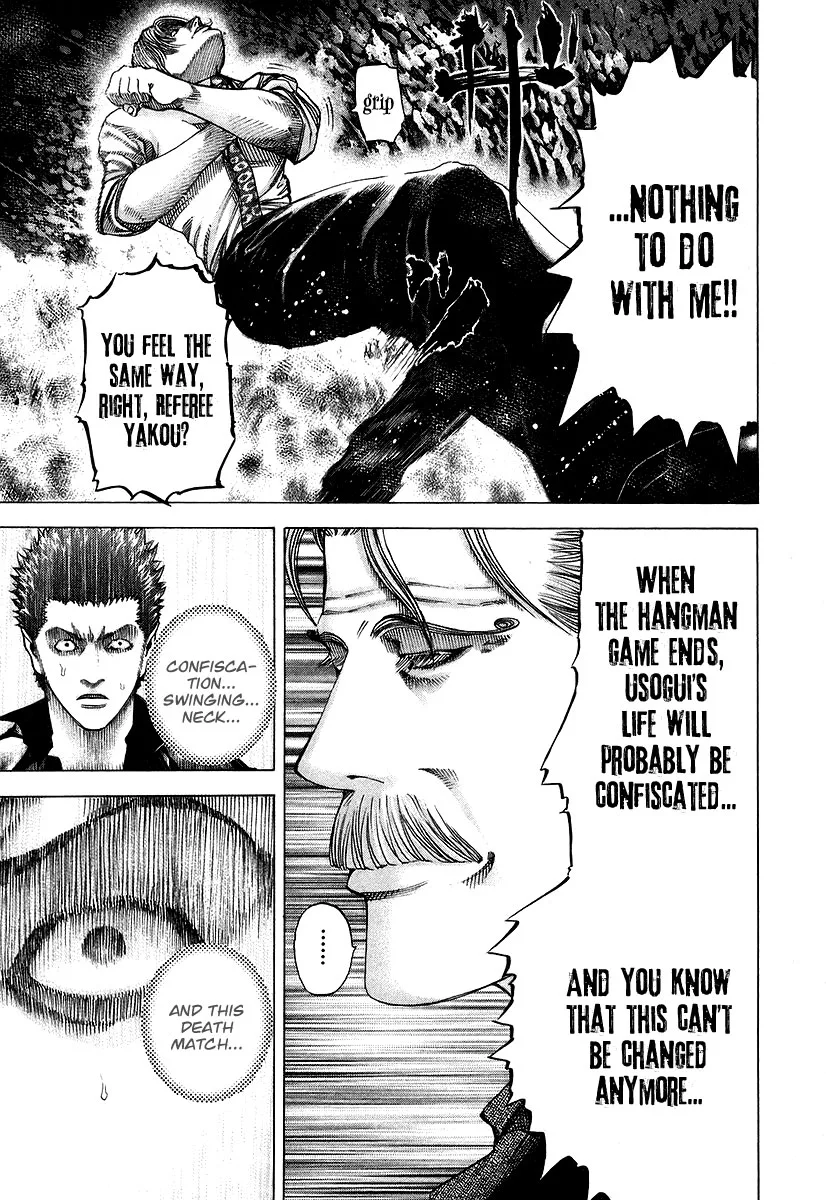 ...NOTHING
TO DO
WITH ME!!
grip
YOU FEEL THE
SAME WAY,
RIGHT, REFEREE
YAKOU?
WHEN
THE HANGMAN
GAME ENDS,
USOGUI'S
LIFE WILL
PROBABLY BE
CONFISCATED...
AND YOU KNOW
THAT THIS CAN'T
BE CHANGED
ANYMORE...
......
CONFISCA-
TION...
SWINGING...
NECK...
AND THIS
DEATH
MATCH...